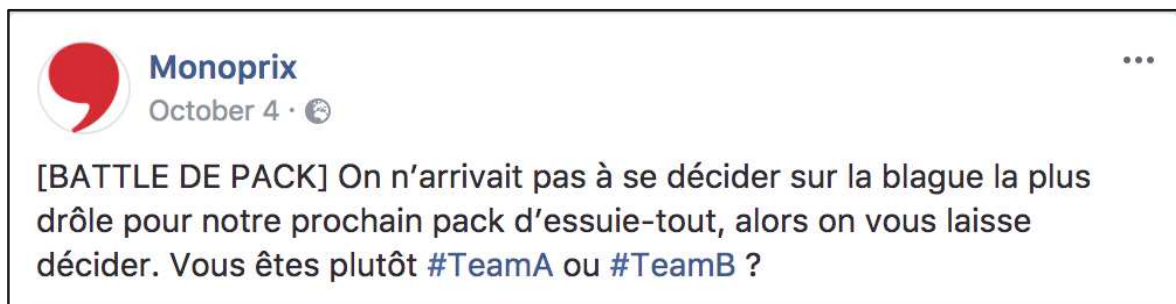 Monoprix
October 4 ·
[BATTLE DE PACK] On n’arrivait pas à se décider sur la blague la plus
drôle pour notre prochain pack d’essuie-tout, alors on vous laisse
décider. Vous êtes plutôt #TeamA ou #TeamB ?